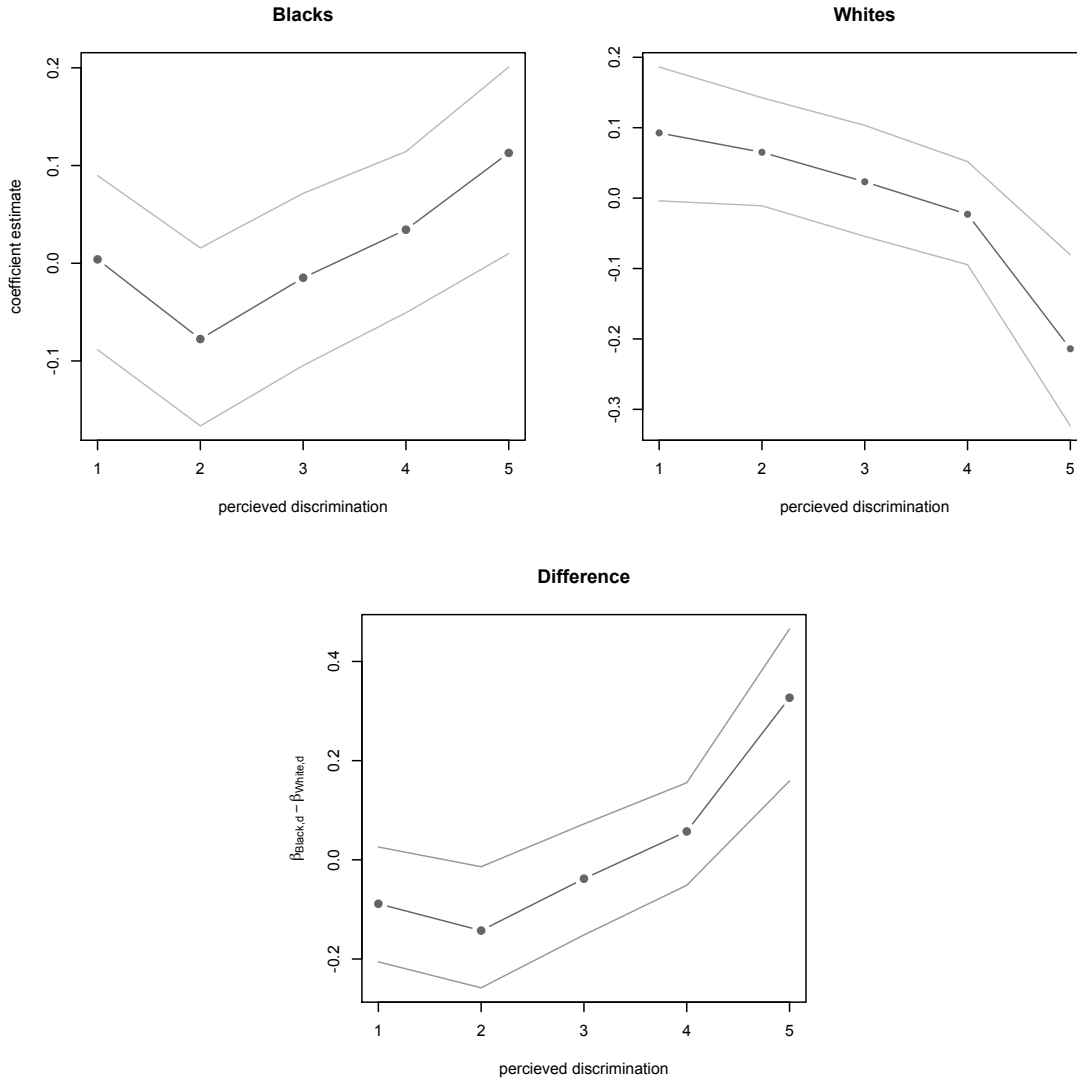 Blacks
coefficient estimate
0.2
0.1
0.0
-0.1
1 2 3 4 5
percieved discrimination
Whites
0.2
0.1
0.0
-0.1
-0.2
-0.3
1 2 3 4 5
percieved discrimination
Difference
βBlack,d − βWhite,d
0.4
0.2
0.0
-0.2
1 2 3 4 5
percieved discrimination